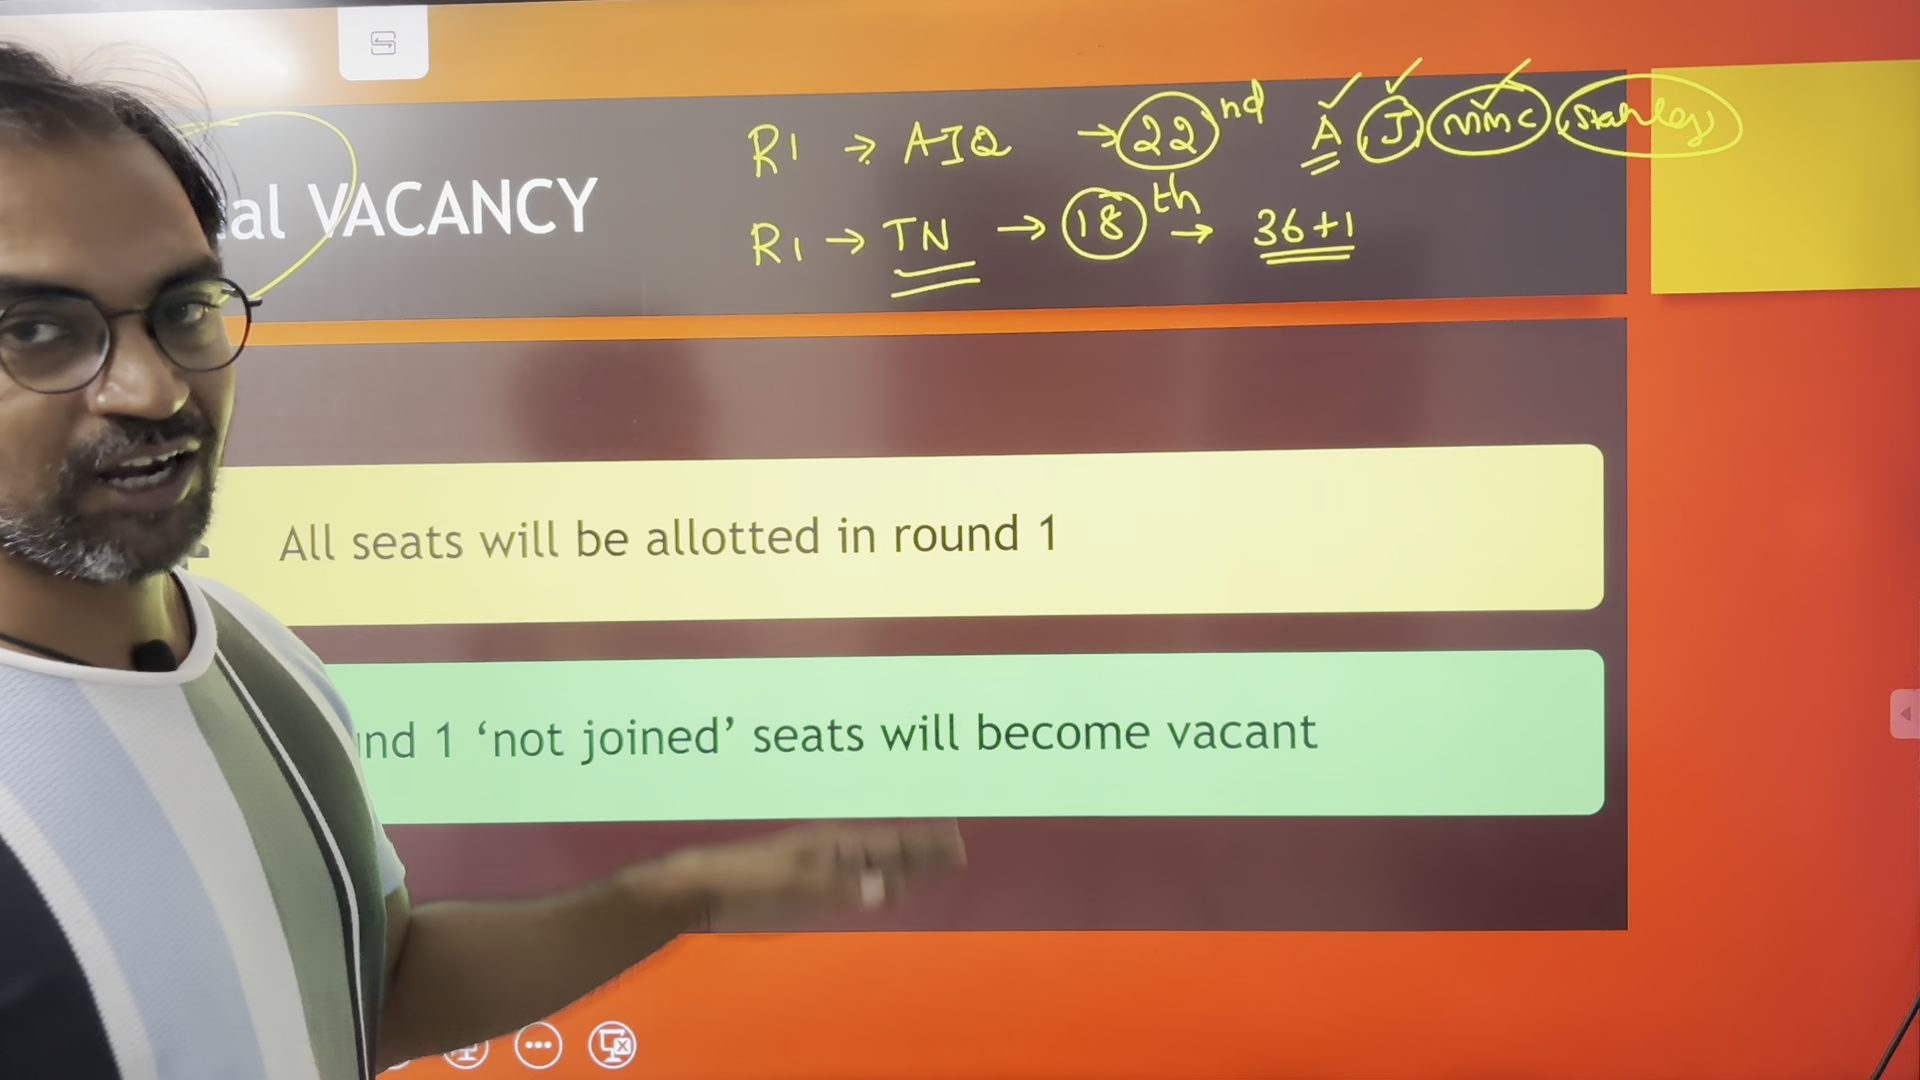 R1 → AIQ → 22nd A, J, MMC, Stanley
al VACANCY
R1 → TN → 18th → 36+1
All seats will be allotted in round 1
nd 1 ‘not joined’ seats will become vacant